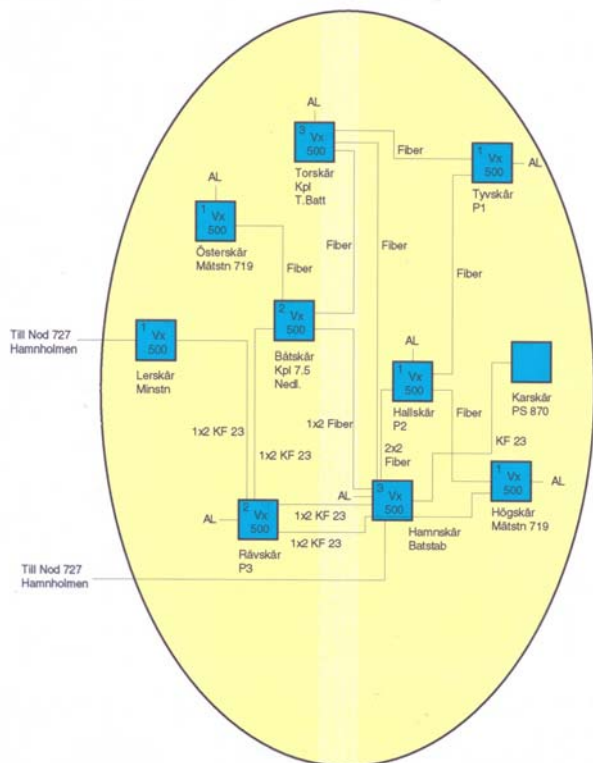 AL
3 Vx
500
Torskär
Kpl
T.Batt
Fiber
1
500
AL
Tyvskär
P1
AL
1 Vx
500
Österskär
Mätstn 719
Fiber
Fiber
Fiber
Fiber
Till Nod 727
Hamnholmen
1 Vx
500
Lerskär
Minstn
2 Vx
500
Båtskär
Kpl 7.5
Nedl.
AL
1 Vx
500
Hallskär
P2
Karskär
PS 870
1x2 KF 23
1x2 KF 23
1x2 Fiber
2x2
Fiber
Fiber
KF 23
AL
2 Vx
500
Rävskär
P3
1x2 KF 23
1x2 KF 23
AL
3 Vx
500
Hamnskär
Batstab
1 Vx
500
AL
Högskär
Mätstn 719
Till Nod 727
Hamnholmen